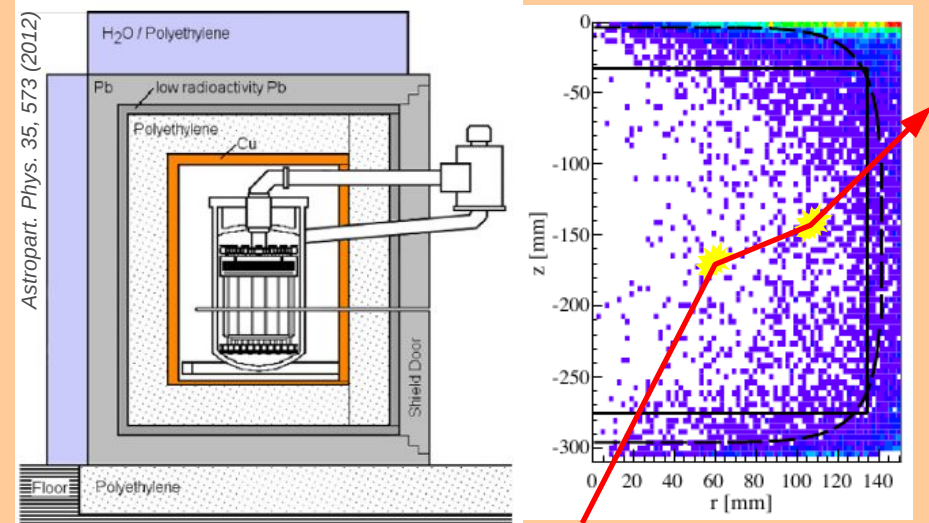 Astropart. Phys. 35, 573 (2012)
H2O / Polyethylene
Pb
low radioactivity Pb
Polyethylene
Cu
Shield Door
Floor
Polyethylene
0
-50
-100
-150
-200
-250
-300
z [mm]
0 20 40 60 80 100 120 140
r [mm]